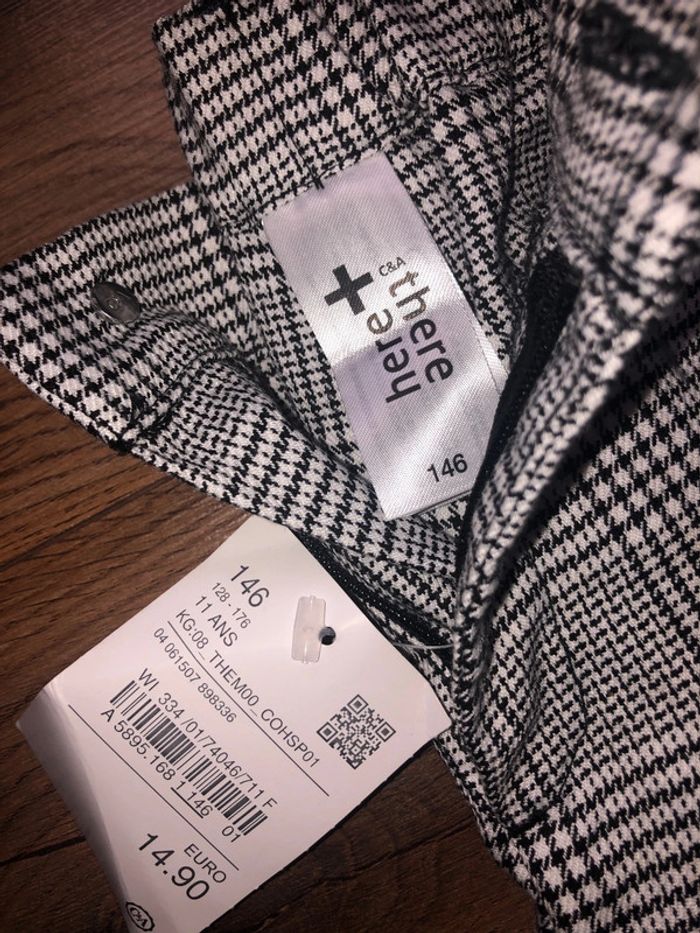 C&A
here
+
there
146
146
128 - 176
11 ANS
KG:08_THEM00_COHSP01
04 061507 898336
WI 334 /01/74046/711 F
A 5895.168 1 146 01
EURO
14.90
C&A